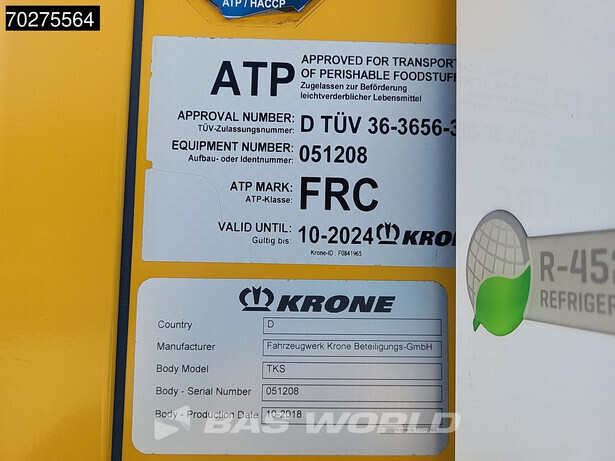 70275564
ATP / HACCP
ATP
APPROVED FOR TRANSPORT
OF PERISHABLE FOODSTUFF
Zugelassen zur Beförderung
leichtverderblicher Lebensmittel
APPROVAL NUMBER: D TÜV 36-3656-
TÜV-Zulassungsnummer:
EQUIPMENT NUMBER: 051208
Aufbau- oder Identnummer:
ATP MARK: FRC
ATP-Klasse:
VALID UNTIL: 10-2024 KRONE
Gultig bis:
Krone-ID : F0841965
KRONE
Country D
Manufacturer Fahrzeugwerk Krone Beteiligungs-GmbH
Body Model TKS
Body - Serial Number 051208
Body - Production Date 10-2018
R-452
REFRIGER
BAS WORLD